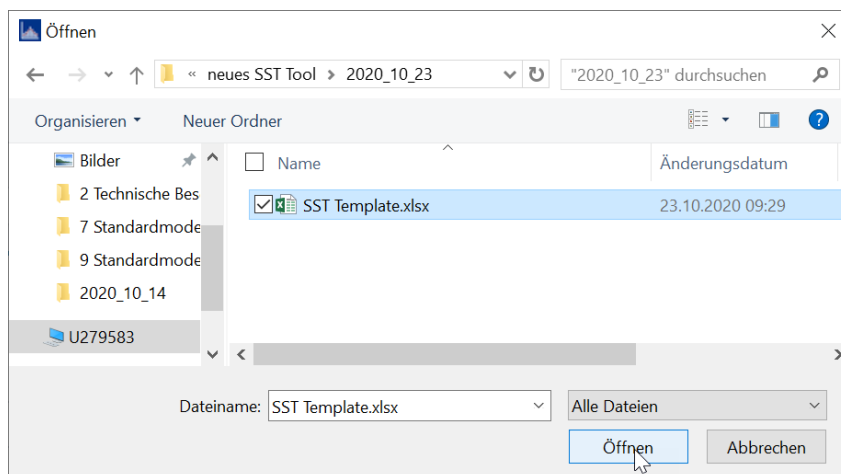 Öffnen
« neues SST Tool > 2020_10_23
"2020_10_23" durchsuchen
Organisieren
Neuer Ordner
Name
Änderungsdatum
Bilder
2 Technische Bes
7 Standardmode
9 Standardmode
2020_10_14
U279583
SST Template.xlsx
23.10.2020 09:29
Dateiname:
SST Template.xlsx
Alle Dateien
Öffnen
Abbrechen